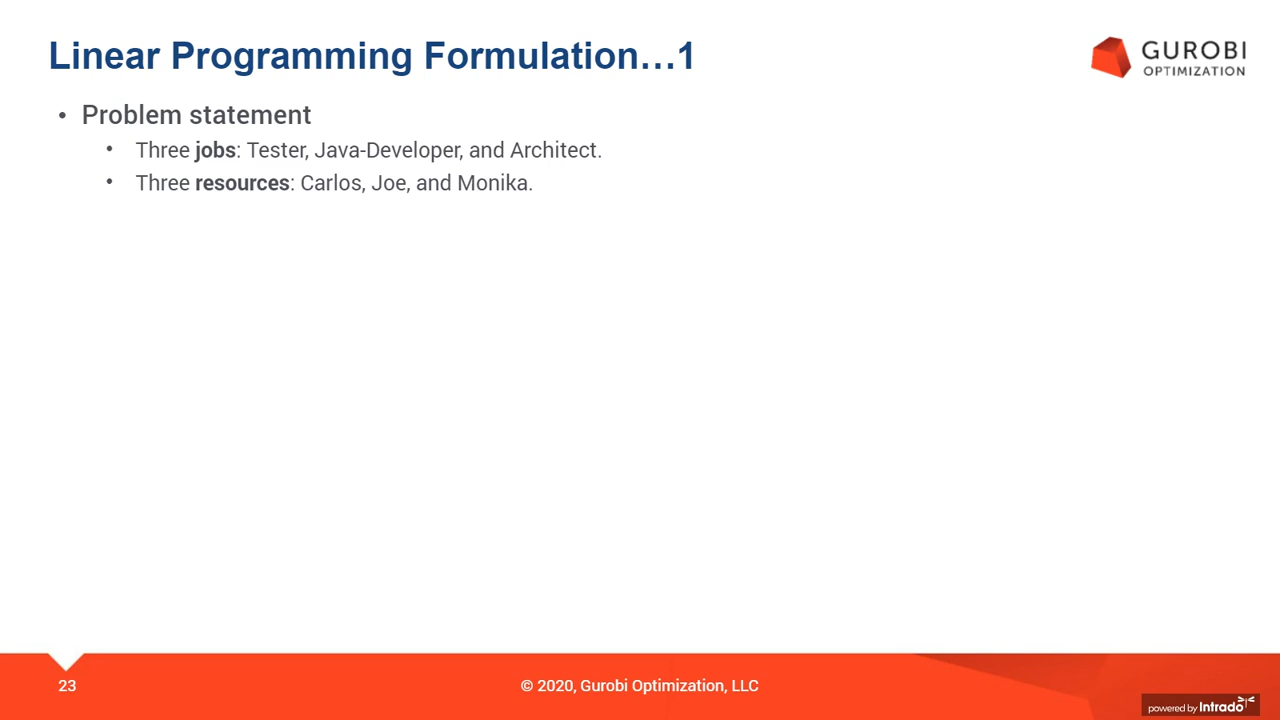 Linear Programming Formulation…1
GUROBI
OPTIMIZATION
• Problem statement
• Three jobs: Tester, Java-Developer, and Architect.
• Three resources: Carlos, Joe, and Monika.
23
© 2020, Gurobi Optimization, LLC
powered by Intrado